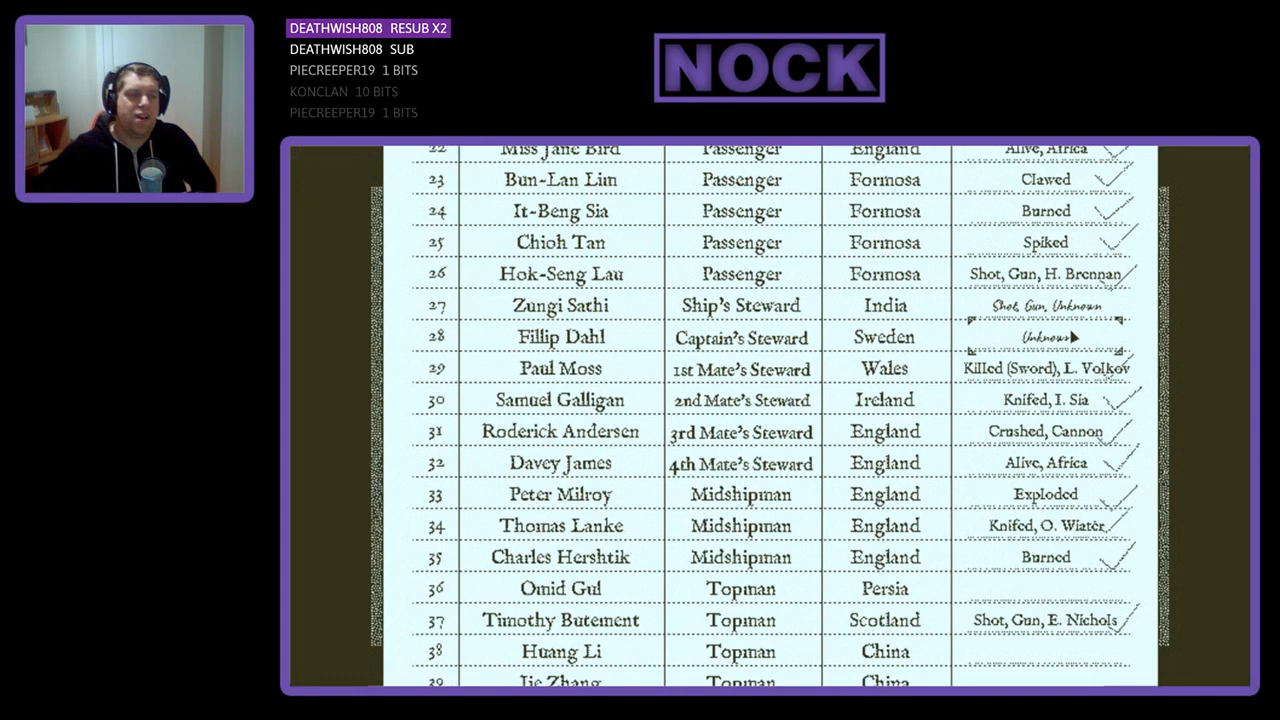 DEATHWISH808 RESUB X2
DEATHWISH808 SUB
PIECREEPER19 1 BITS
KONCLAN 10 BITS
PIECREEPER19 1 BITS
NOCK
22 Miss Jane Bird Passenger England Alive, Africa
23 Bun-Lan Lim Passenger Formosa Clawed
24 It-Beng Sia Passenger Formosa Burned
25 Chioh Tan Passenger Formosa Spiked
26 Hok-Seng Lau Passenger Formosa Shot, Gun, H. Brennan
27 Zungi Sathi Ship's Steward India Shot, Gun, Unknown
28 Fillip Dahl Captain's Steward Sweden Unknown
29 Paul Moss 1st Mate's Steward Wales Killed (Sword), L. Volkov
30 Samuel Galligan 2nd Mate's Steward Ireland Knifed, I. Sia
31 Roderick Andersen 3rd Mate's Steward England Crushed, Cannon
32 Davey James 4th Mate's Steward England Alive, Africa
33 Peter Milroy Midshipman England Exploded
34 Thomas Lanke Midshipman England Knifed, O. Wiater
35 Charles Hershtik Midshipman England Burned
36 Omid Gul Topman Persia
37 Timothy Butement Topman Scotland Shot, Gun, E. Nichols
38 Huang Li Topman China
39 Jie Zhang Topman China